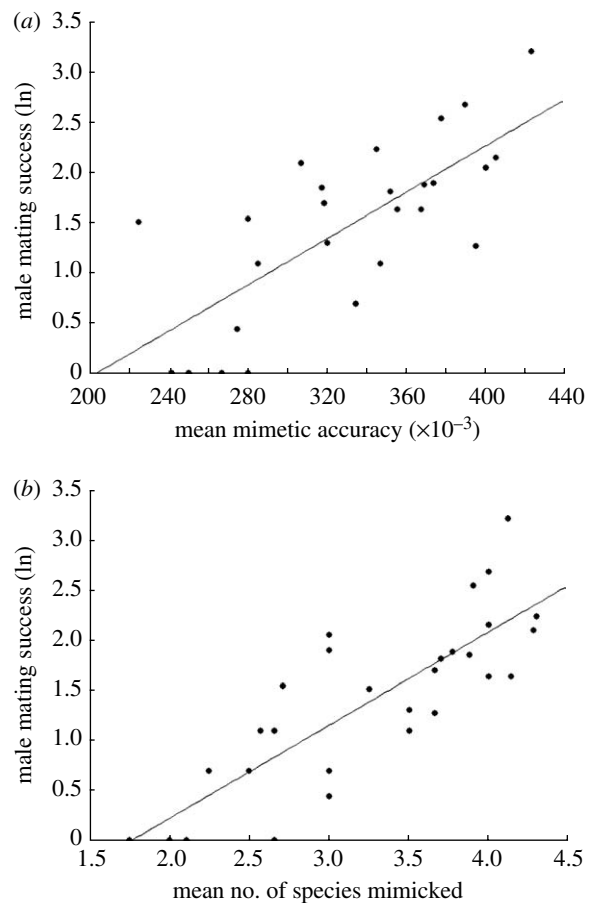 (a)
3.5
3.0
2.5
2.0
1.5
1.0
0.5
0
male mating success (ln)
200 240 280 320 360 400 440
mean mimetic accuracy (×10⁻³)
(b)
3.5
3.0
2.5
2.0
1.5
1.0
0.5
0
male mating success (ln)
1.5 2.0 2.5 3.0 3.5 4.0 4.5
mean no. of species mimicked